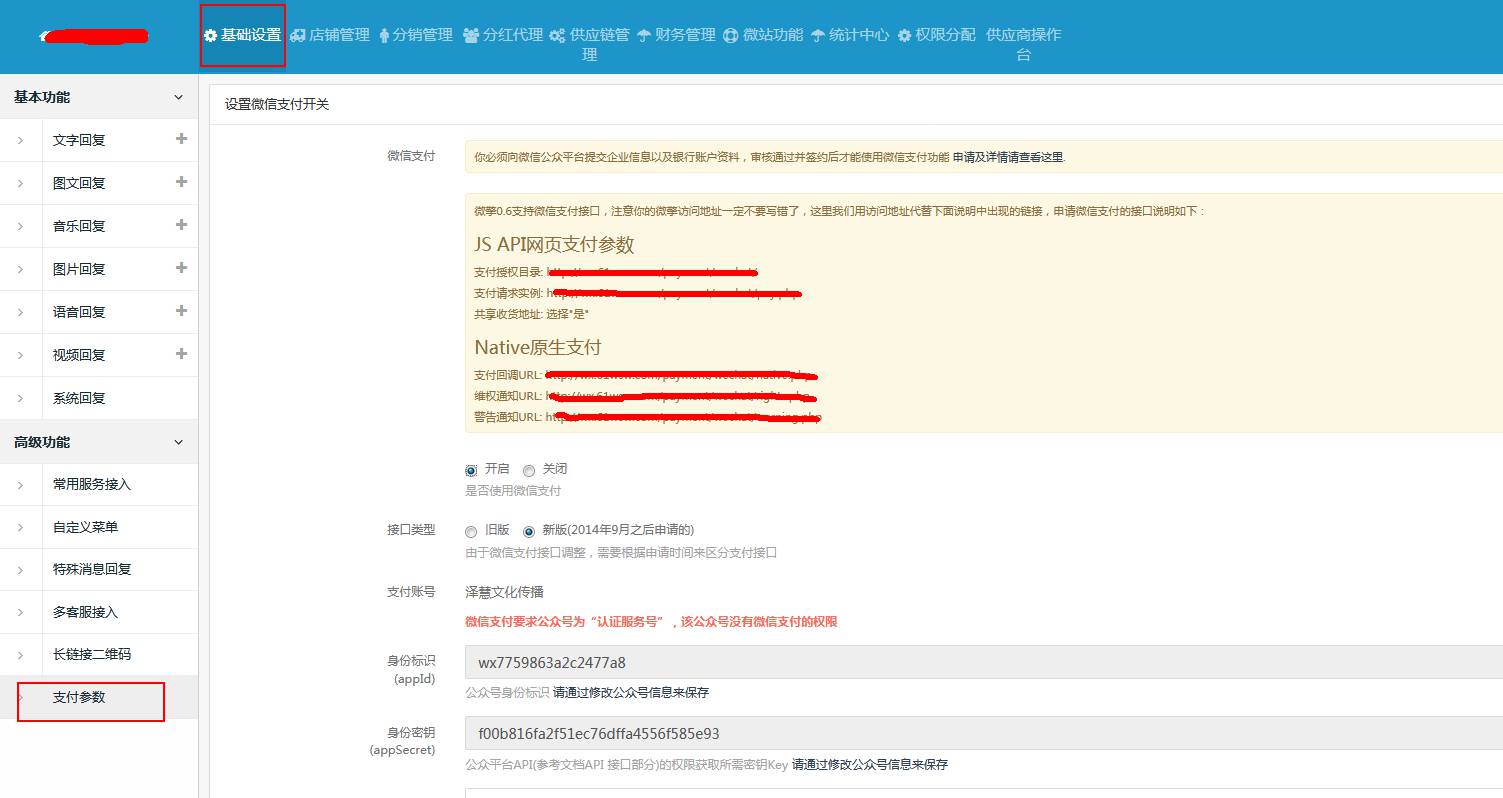 基础设置 店铺管理 分销管理 分红代理 供应链管理 财务管理 微站功能 统计中心 权限分配 供应商操作台
基本功能
文字回复
图文回复
音乐回复
图片回复
语音回复
视频回复
系统回复
高级功能
常用服务接入
自定义菜单
特殊消息回复
多客服接入
长链接二维码
支付参数
设置微信支付开关
微信支付
你必须向微信公众平台提交企业信息以及银行账户资料，审核通过并签约后才能使用微信支付功能 申请及详情请查看这里.
微擎0.6支持微信支付接口，注意你的微擎访问地址一定不要写错了，这里我们用访问地址代替下面说明中出现的链接，申请微信支付的接口说明如下：
JS API网页支付参数
支付授权目录:
支付请求实例:
共享收货地址: 选择"是"
Native原生支付
支付回调URL:
维权通知URL:
警告通知URL:
开启 关闭
是否使用微信支付
接口类型 旧版 新版(2014年9月之后申请的)
由于微信支付接口调整，需要根据申请时间来区分支付接口
支付账号 泽慧文化传播
微信支付要求公众号为“认证服务号”，该公众号没有微信支付的权限
身份标识
(appId)
wx7759863a2c2477a8
公众号身份标识 请通过修改公众号信息来保存
身份密钥
(appSecret)
f00b816fa2f51ec76dffa4556f585e93
公众平台API(参考文档API 接口部分)的权限获取所需密钥Key 请通过修改公众号信息来保存